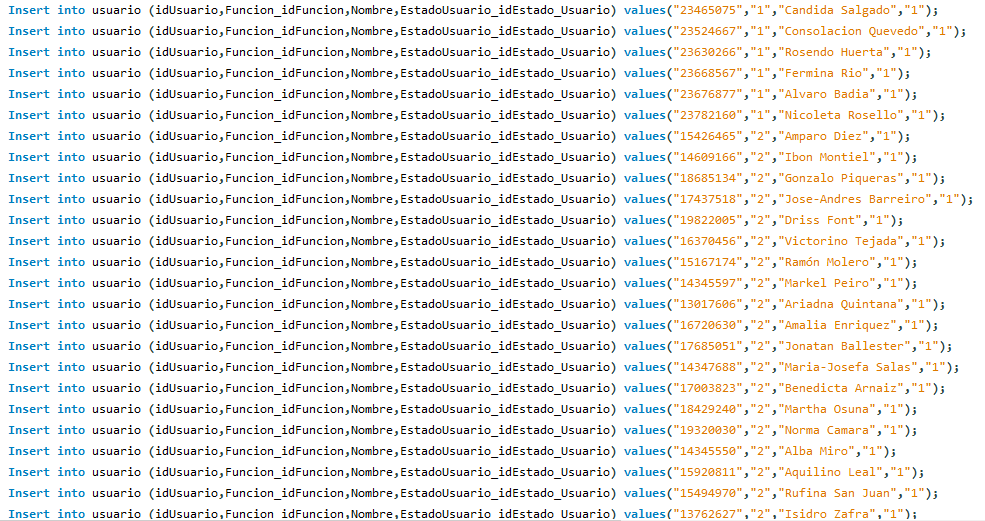 Insert into usuario (idUsuario,Funcion_idFuncion,Nombre,EstadoUsuario_idEstado_Usuario) values("23465075","1","Candida Salgado","1");
Insert into usuario (idUsuario,Funcion_idFuncion,Nombre,EstadoUsuario_idEstado_Usuario) values("23524667","1","Consolacion Quevedo","1");
Insert into usuario (idUsuario,Funcion_idFuncion,Nombre,EstadoUsuario_idEstado_Usuario) values("23630266","1","Rosendo Huerta","1");
Insert into usuario (idUsuario,Funcion_idFuncion,Nombre,EstadoUsuario_idEstado_Usuario) values("23668567","1","Fermina Rio","1");
Insert into usuario (idUsuario,Funcion_idFuncion,Nombre,EstadoUsuario_idEstado_Usuario) values("23676877","1","Alvaro Badia","1");
Insert into usuario (idUsuario,Funcion_idFuncion,Nombre,EstadoUsuario_idEstado_Usuario) values("23782160","1","Nicoleta Rosello","1");
Insert into usuario (idUsuario,Funcion_idFuncion,Nombre,EstadoUsuario_idEstado_Usuario) values("15426465","2","Amparo Diez","1");
Insert into usuario (idUsuario,Funcion_idFuncion,Nombre,EstadoUsuario_idEstado_Usuario) values("14609166","2","Ibon Montiel","1");
Insert into usuario (idUsuario,Funcion_idFuncion,Nombre,EstadoUsuario_idEstado_Usuario) values("18685134","2","Gonzalo Piqueras","1");
Insert into usuario (idUsuario,Funcion_idFuncion,Nombre,EstadoUsuario_idEstado_Usuario) values("17437518","2","Jose-Andres Barreiro","1");
Insert into usuario (idUsuario,Funcion_idFuncion,Nombre,EstadoUsuario_idEstado_Usuario) values("19822005","2","Driss Font","1");
Insert into usuario (idUsuario,Funcion_idFuncion,Nombre,EstadoUsuario_idEstado_Usuario) values("16370456","2","Victorino Tejada","1");
Insert into usuario (idUsuario,Funcion_idFuncion,Nombre,EstadoUsuario_idEstado_Usuario) values("15167174","2","Ramón Molero","1");
Insert into usuario (idUsuario,Funcion_idFuncion,Nombre,EstadoUsuario_idEstado_Usuario) values("14345597","2","Markel Peiro","1");
Insert into usuario (idUsuario,Funcion_idFuncion,Nombre,EstadoUsuario_idEstado_Usuario) values("13017606","2","Ariadna Quintana","1");
Insert into usuario (idUsuario,Funcion_idFuncion,Nombre,EstadoUsuario_idEstado_Usuario) values("16720630","2","Amalia Enriquez","1");
Insert into usuario (idUsuario,Funcion_idFuncion,Nombre,EstadoUsuario_idEstado_Usuario) values("17685051","2","Jonatan Ballester","1");
Insert into usuario (idUsuario,Funcion_idFuncion,Nombre,EstadoUsuario_idEstado_Usuario) values("14347688","2","Maria-Josefa Salas","1");
Insert into usuario (idUsuario,Funcion_idFuncion,Nombre,EstadoUsuario_idEstado_Usuario) values("17003823","2","Benedicta Arnaiz","1");
Insert into usuario (idUsuario,Funcion_idFuncion,Nombre,EstadoUsuario_idEstado_Usuario) values("18429240","2","Martha Osuna","1");
Insert into usuario (idUsuario,Funcion_idFuncion,Nombre,EstadoUsuario_idEstado_Usuario) values("19320030","2","Norma Camara","1");
Insert into usuario (idUsuario,Funcion_idFuncion,Nombre,EstadoUsuario_idEstado_Usuario) values("14345550","2","Alba Miro","1");
Insert into usuario (idUsuario,Funcion_idFuncion,Nombre,EstadoUsuario_idEstado_Usuario) values("15920811","2","Aquilino Leal","1");
Insert into usuario (idUsuario,Funcion_idFuncion,Nombre,EstadoUsuario_idEstado_Usuario) values("15494970","2","Rufina San Juan","1");
Insert into usuario (idUsuario,Funcion_idFuncion,Nombre,EstadoUsuario_idEstado_Usuario) values("13762627","2","Isidro Zafra","1");